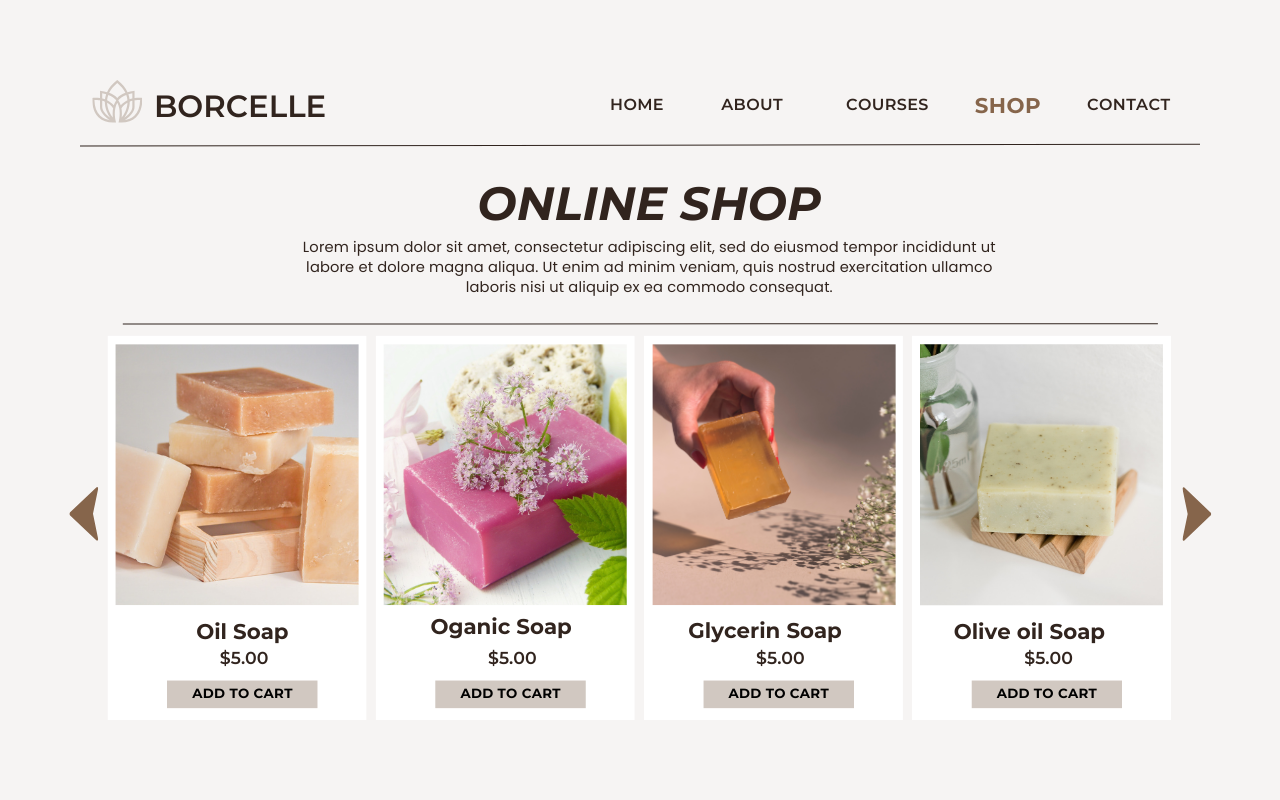 BORCELLE
HOME ABOUT COURSES SHOP CONTACT
ONLINE SHOP
Lorem ipsum dolor sit amet, consectetur adipiscing elit, sed do eiusmod tempor incididunt ut
labore et dolore magna aliqua. Ut enim ad minim veniam, quis nostrud exercitation ullamco
laboris nisi ut aliquip ex ea commodo consequat.
Oil Soap
$5.00
ADD TO CART
Oganic Soap
$5.00
ADD TO CART
Glycerin Soap
$5.00
ADD TO CART
Olive oil Soap
$5.00
ADD TO CART